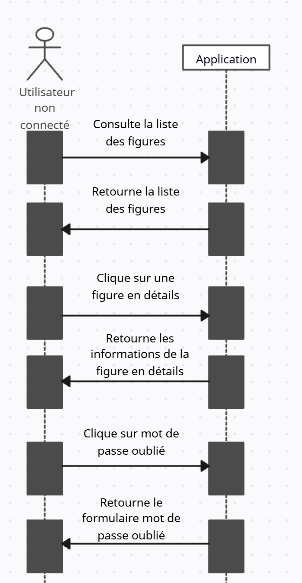 Utilisateur
non
connecté
Application
Consulte la liste
des figures
Retourne la liste
des figures
Clique sur une
figure en détails
Retourne les
informations de la
figure en détails
Clique sur mot de
passe oublié
Retourne le
formulaire mot de
passe oublié